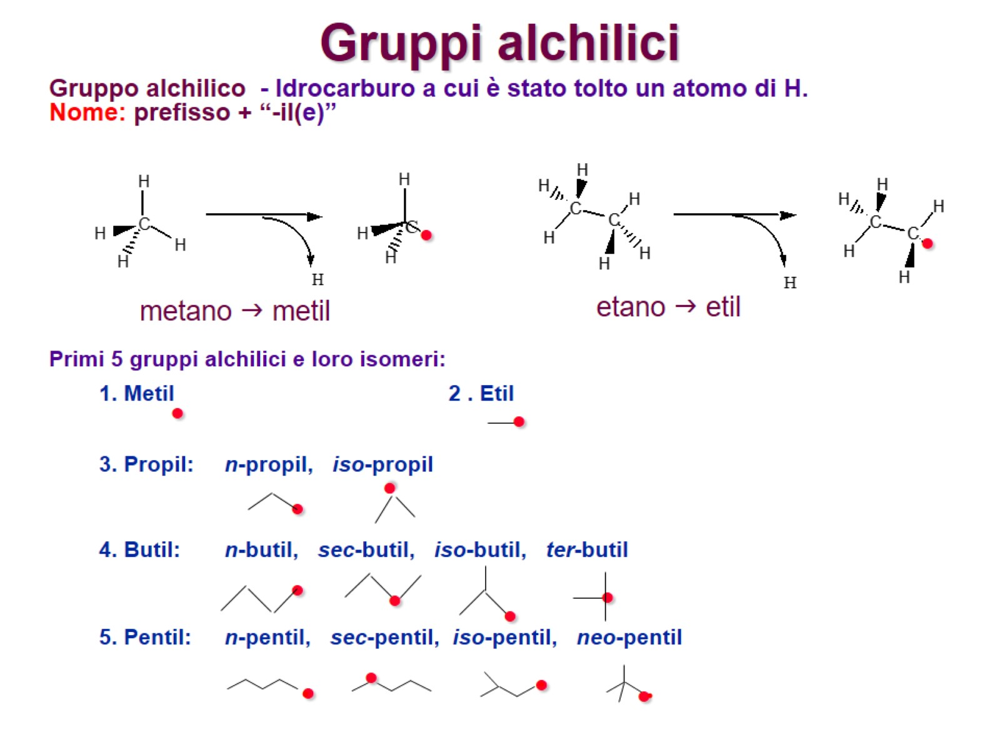 Gruppi alchilici
Gruppo alchilico - Idrocarburo a cui è stato tolto un atomo di H.
Nome: prefisso + “-il(e)”
H
H C H
H
H
H C
H
H
H
H H
C C
H H
H
H
H
H H
C C
H
H
H
metano → metil
etano → etil
Primi 5 gruppi alchilici e loro isomeri:
1. Metil
2 . Etil
3. Propil: n-propil, iso-propil
4. Butil: n-butil, sec-butil, iso-butil, ter-butil
5. Pentil: n-pentil, sec-pentil, iso-pentil, neo-pentil